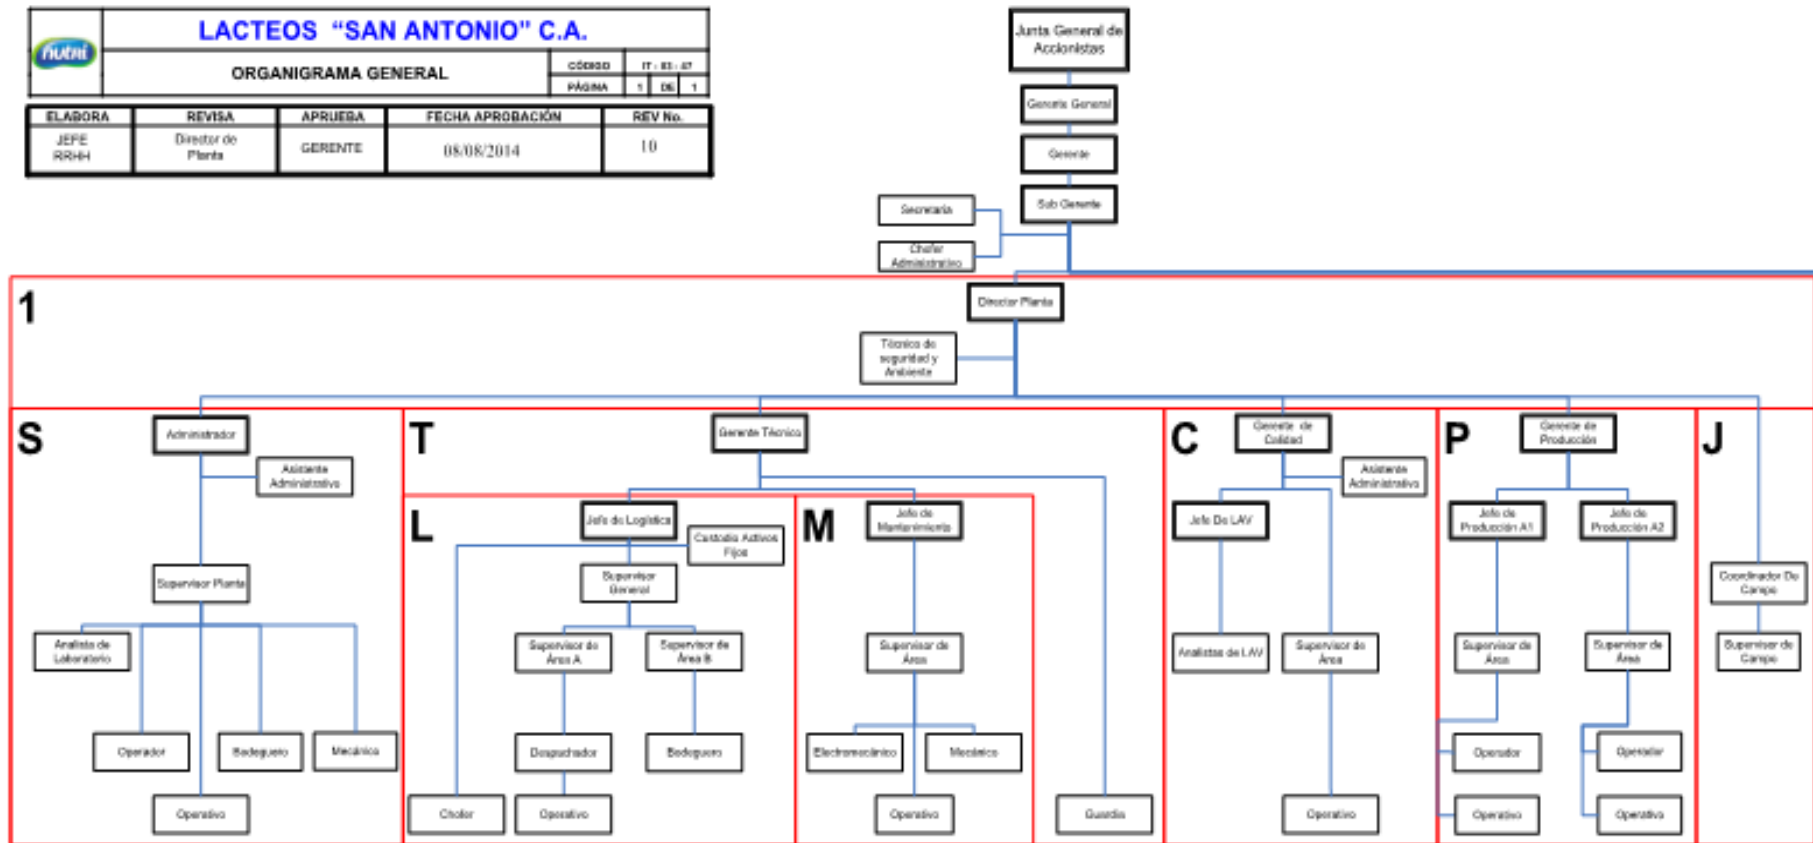 nutri
LACTEOS “SAN ANTONIO” C.A.
ORGANIGRAMA GENERAL
CÓDIGO
IT - 03 - 47
PÁGINA
1 DE 1
ELABORA REVISA APRUEBA FECHA APROBACIÓN REV No.
JEFE
RRHH
Director de
Planta
GERENTE
08/08/2014
10
Junta General de
Accionistas
Gerente General
Gerente
Sub Gerente
Secretaria
Chofer
Administrativo
1
Director Planta
Técnico de
seguridad y
Ambiente
S
Administrador
Asistente
Administrativo
Supervisor Planta
Analista de
Laboratorio
Operador
Bodeguero
Mecánico
Operativo
T
Gerente Técnico
L
Jefe de Logística
Custodio Activos
Fijos
Supervisor
General
Supervisor de
Área A
Supervisor de
Área B
Despachador
Bodeguero
Chofer
Operativo
M
Jefe de
Mantenimiento
Supervisor de
Área
Electromecánico
Mecánico
Operativo
Guardia
C
Gerente de
Calidad
Asistente
Administrativo
Jefe De LAV
Analistas de LAV
Supervisor de
Área
Operativo
P
Gerente de
Producción
Jefe de
Producción A1
Jefe de
Producción A2
Supervisor de
Área
Supervisor de
Área
Operador
Operador
Operativo
Operativo
J
Coordinador De
Campo
Supervisor de
Campo